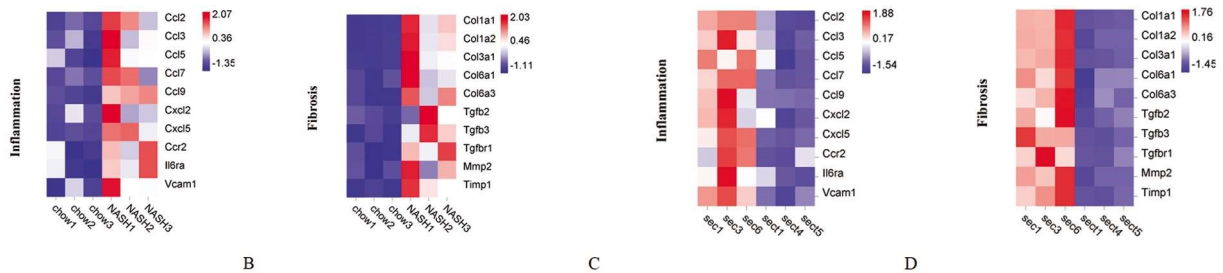 Inflammation
Ccl2
Ccl3
Ccl5
Ccl7
Ccl9
Cxcl2
Cxcl5
Ccr2
Il6ra
Vcam1
2.07
0.46
-1.35
chow1
chow2
chow3
NASH1
NASH2
NASH3
B
Fibrosis
Col1a1
Col1a2
Col3a1
Col6a1
Col6a3
Tgfb2
Tgfb3
Tgfbr1
Mmp2
Timp1
2.03
0.46
-1.11
chow1
chow2
chow3
NASH1
NASH2
NASH3
C
Inflammation
Ccl2
Ccl3
Ccl5
Ccl7
Ccl9
Cxcl2
Cxcl5
Ccr2
Il6ra
Vcam1
1.88
0.17
-1.54
sec1
sec3
sec6
sect1
sect4
sect5
D
Fibrosis
Col1a1
Col1a2
Col3a1
Col6a1
Col6a3
Tgfb2
Tgfb3
Tgfbr1
Mmp2
Timp1
1.76
0.16
-1.45
sec1
sec3
sec6
sect1
sect4
sect5